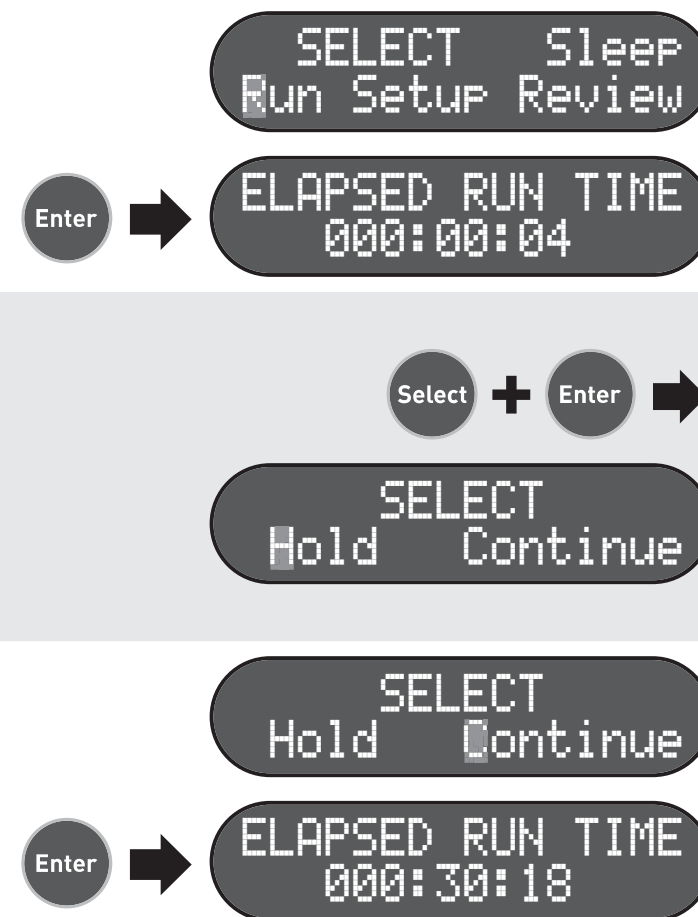 SELECT Sleep
Run Setup Review
Enter
ELAPSED RUN TIME
000:00:04
Select + Enter
SELECT
Hold Continue
SELECT
Hold Continue
Enter
ELAPSED RUN TIME
000:30:18